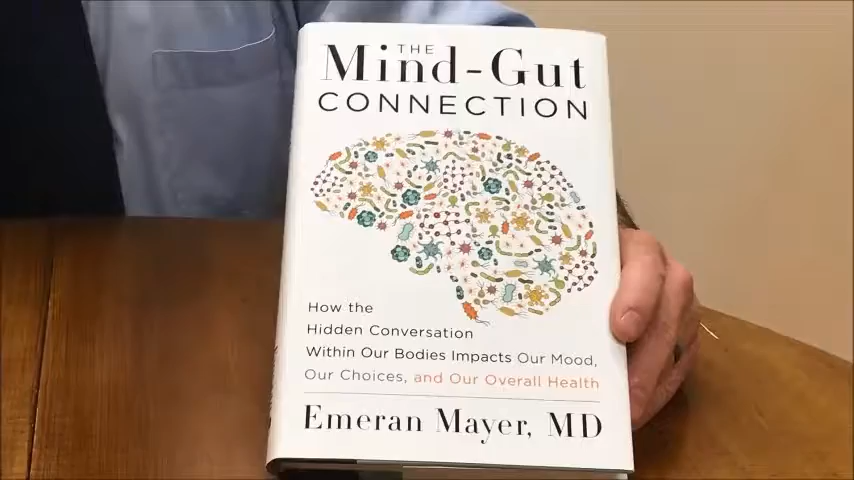 THE
Mind-Gut
CONNECTION
How the
Hidden Conversation
Within Our Bodies Impacts Our Mood,
Our Choices, and Our Overall Health
Emeran Mayer, MD